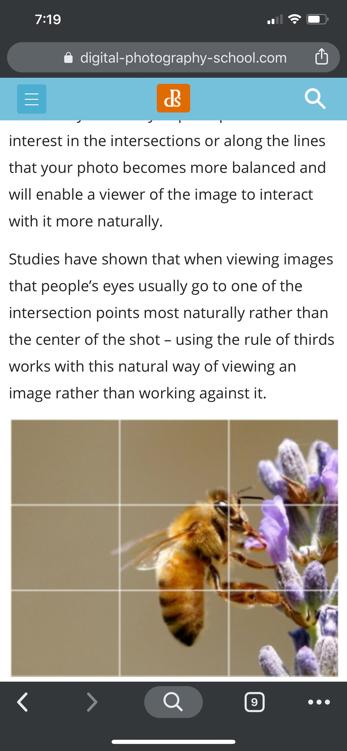 7:19
digital-photography-school.com
dPs
interest in the intersections or along the lines
that your photo becomes more balanced and
will enable a viewer of the image to interact
with it more naturally.
Studies have shown that when viewing images
that people's eyes usually go to one of the
intersection points most naturally rather than
the center of the shot – using the rule of thirds
works with this natural way of viewing an
image rather than working against it.
9